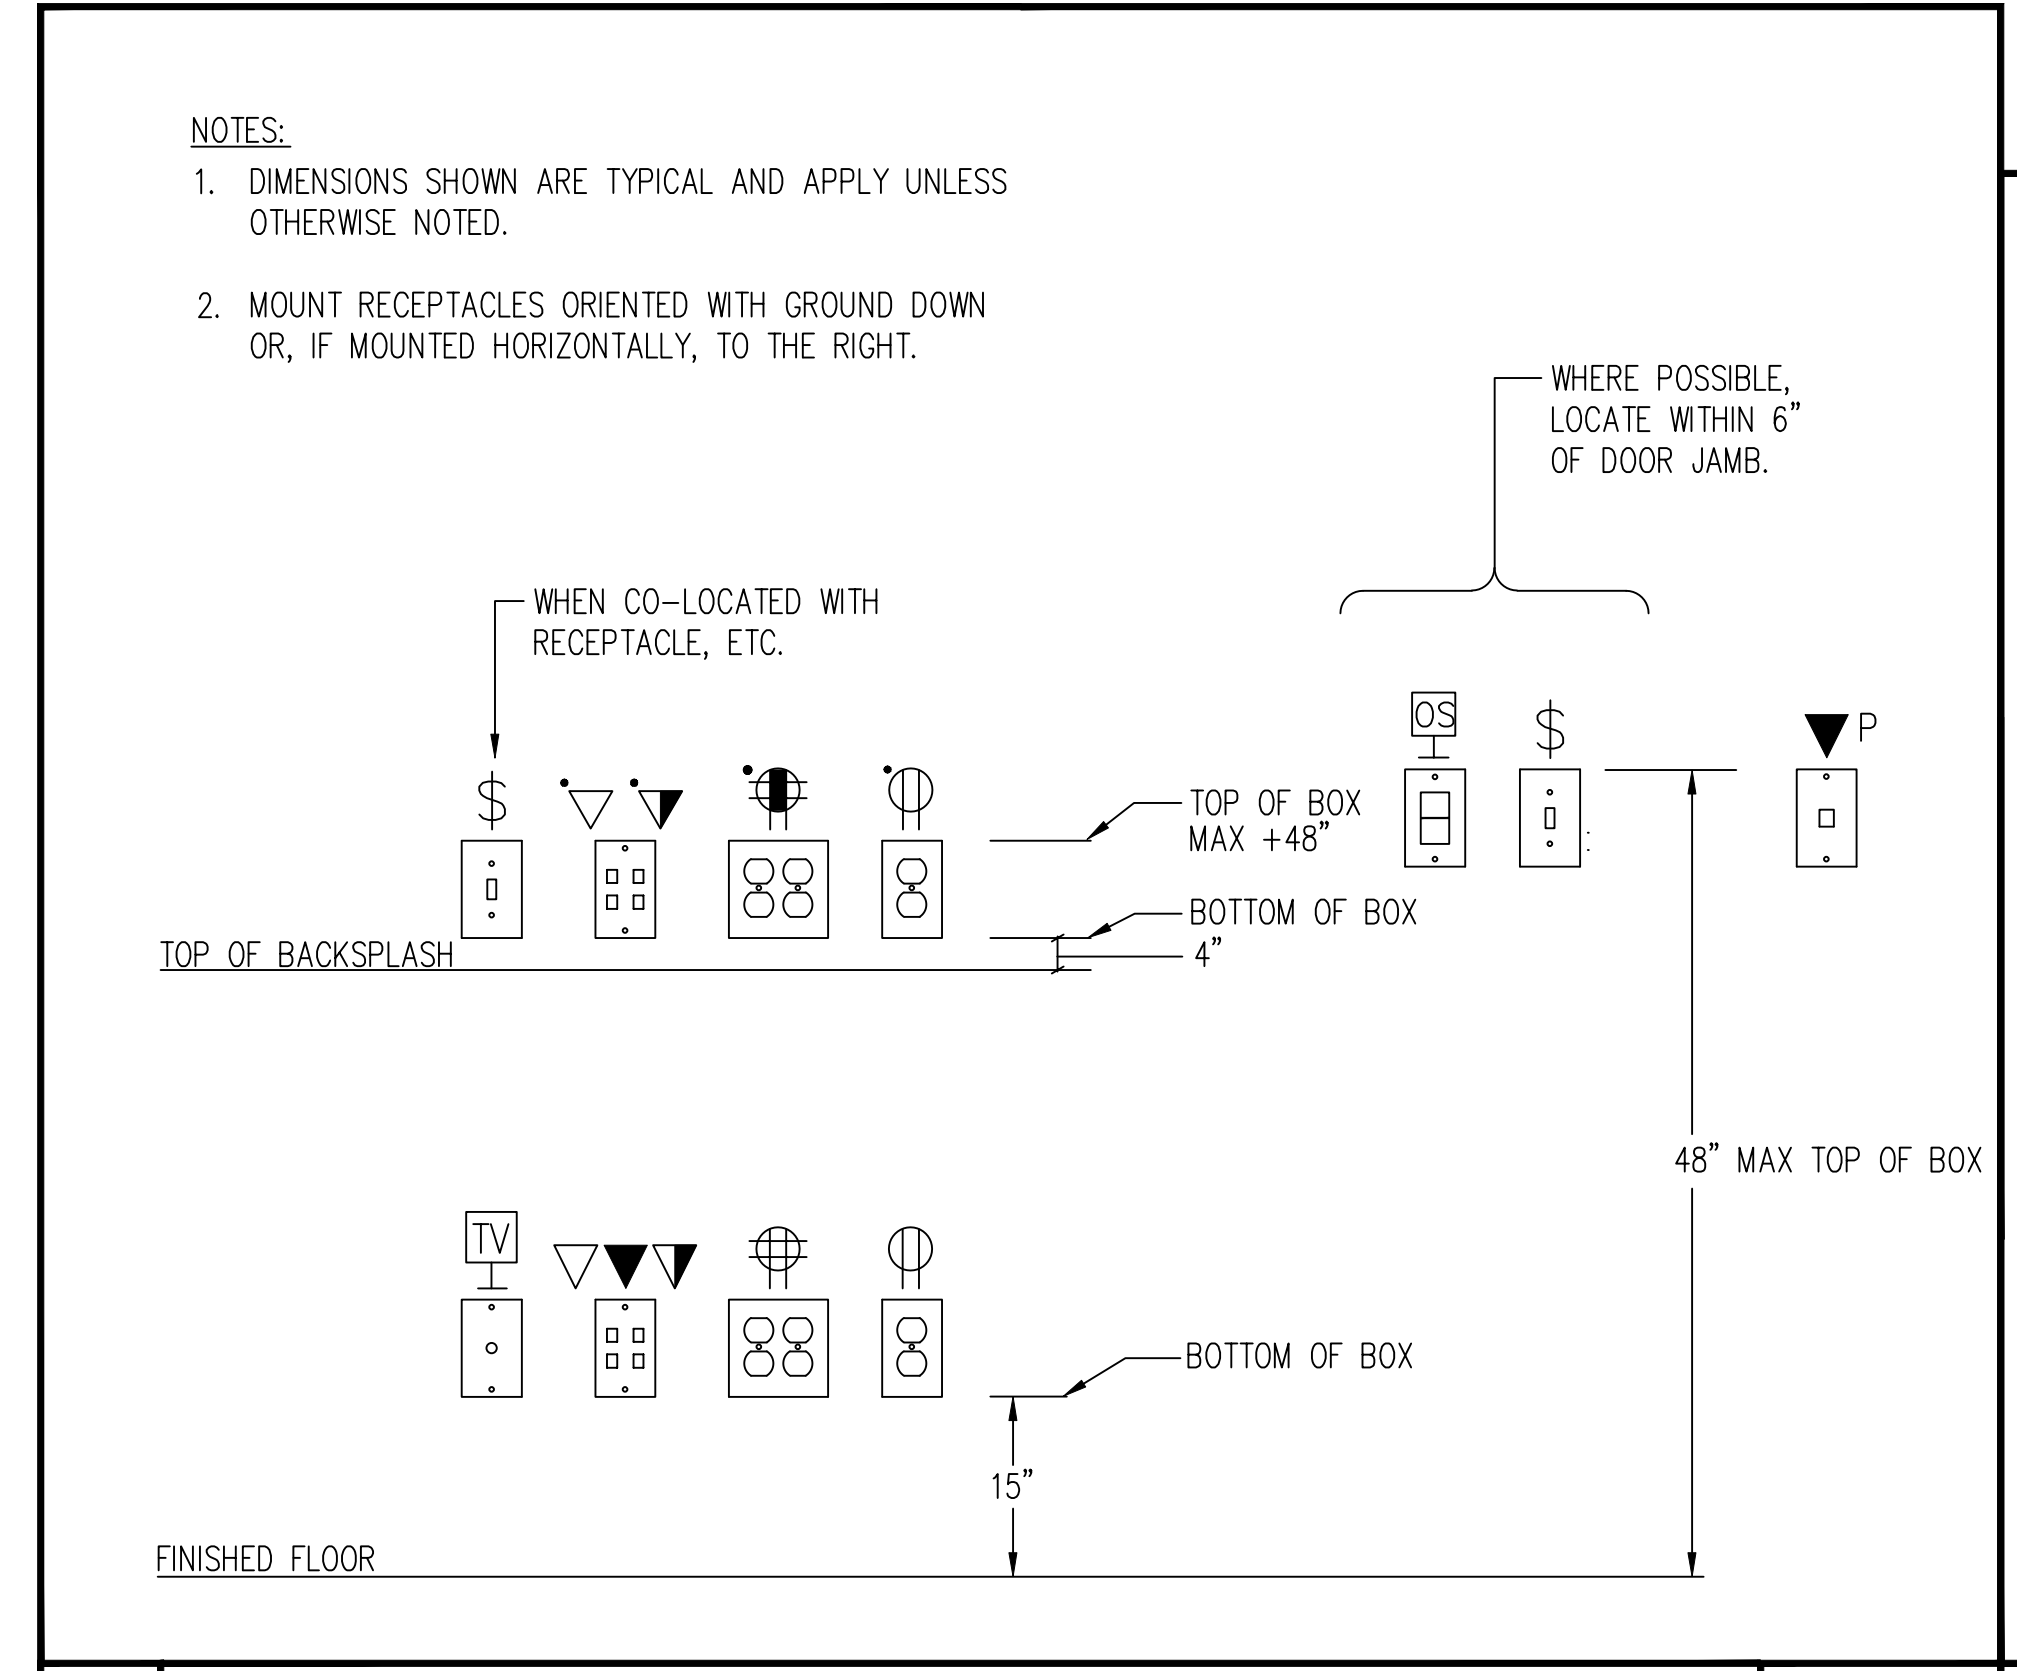 NOTES:
1. DIMENSIONS SHOWN ARE TYPICAL AND APPLY UNLESS
OTHERWISE NOTED.
2. MOUNT RECEPTACLES ORIENTED WITH GROUND DOWN
OR, IF MOUNTED HORIZONTALLY, TO THE RIGHT.
WHERE POSSIBLE,
LOCATE WITHIN 6”
OF DOOR JAMB.
WHEN CO-LOCATED WITH
RECEPTACLE, ETC.
OS
$
P
$
TOP OF BOX
MAX +48”
BOTTOM OF BOX
4”
TOP OF BACKSPLASH
48” MAX TOP OF BOX
TV
BOTTOM OF BOX
15”
FINISHED FLOOR